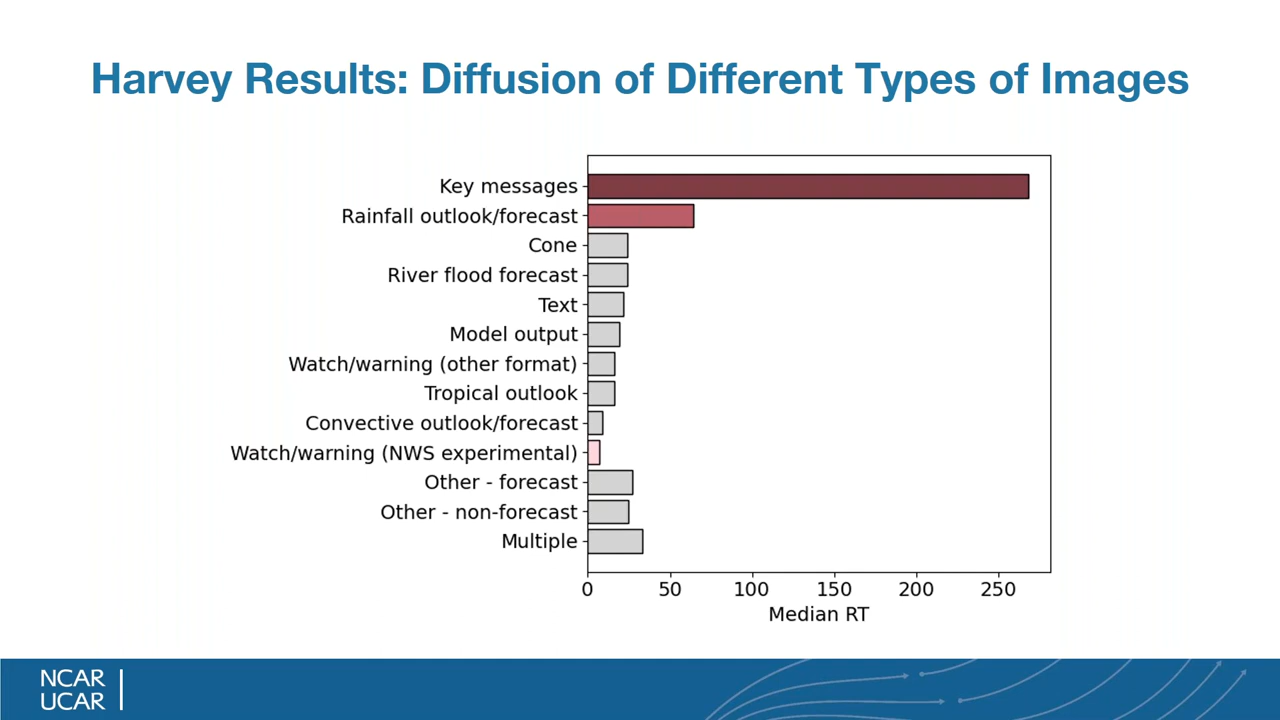 Harvey Results: Diffusion of Different Types of Images
Key messages
Rainfall outlook/forecast
Cone
River flood forecast
Text
Model output
Watch/warning (other format)
Tropical outlook
Convective outlook/forecast
Watch/warning (NWS experimental)
Other - forecast
Other - non-forecast
Multiple
0 50 100 150 200 250
Median RT
NCAR
UCAR